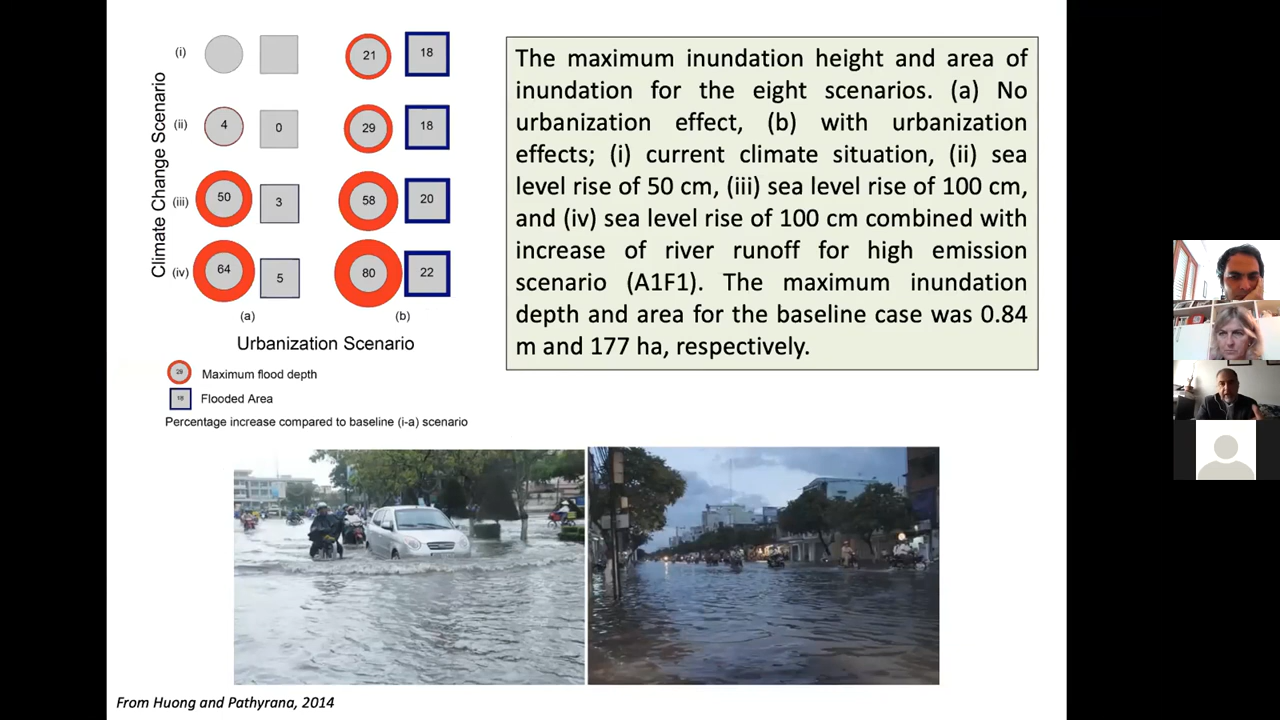 (i)
21
18
(ii)
4
0
29
18
(iii)
50
3
58
20
(iv)
64
5
80
22
(a)
(b)
Climate Change Scenario
Urbanization Scenario
29
Maximum flood depth
18
Flooded Area
Percentage increase compared to baseline (i-a) scenario
The maximum inundation height and area of
inundation for the eight scenarios. (a) No
urbanization effect, (b) with urbanization
effects; (i) current climate situation, (ii) sea
level rise of 50 cm, (iii) sea level rise of 100 cm,
and (iv) sea level rise of 100 cm combined with
increase of river runoff for high emission
scenario (A1F1). The maximum inundation
depth and area for the baseline case was 0.84
m and 177 ha, respectively.
From Huong and Pathyrana, 2014